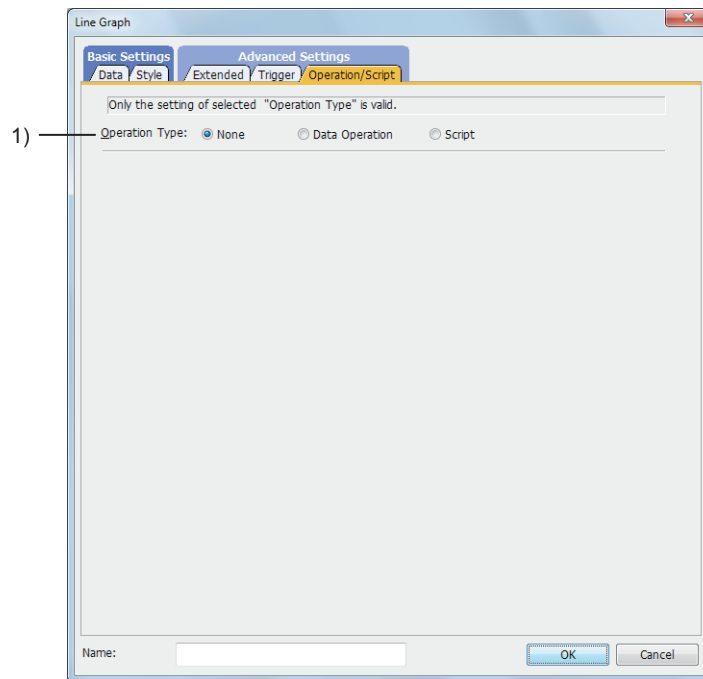 Line Graph
x
Basic Settings Advanced Settings
Data Style Extended Trigger Operation/Script
Only the setting of selected "Operation Type" is valid.
1) Operation Type: None Data Operation Script
Name: OK Cancel